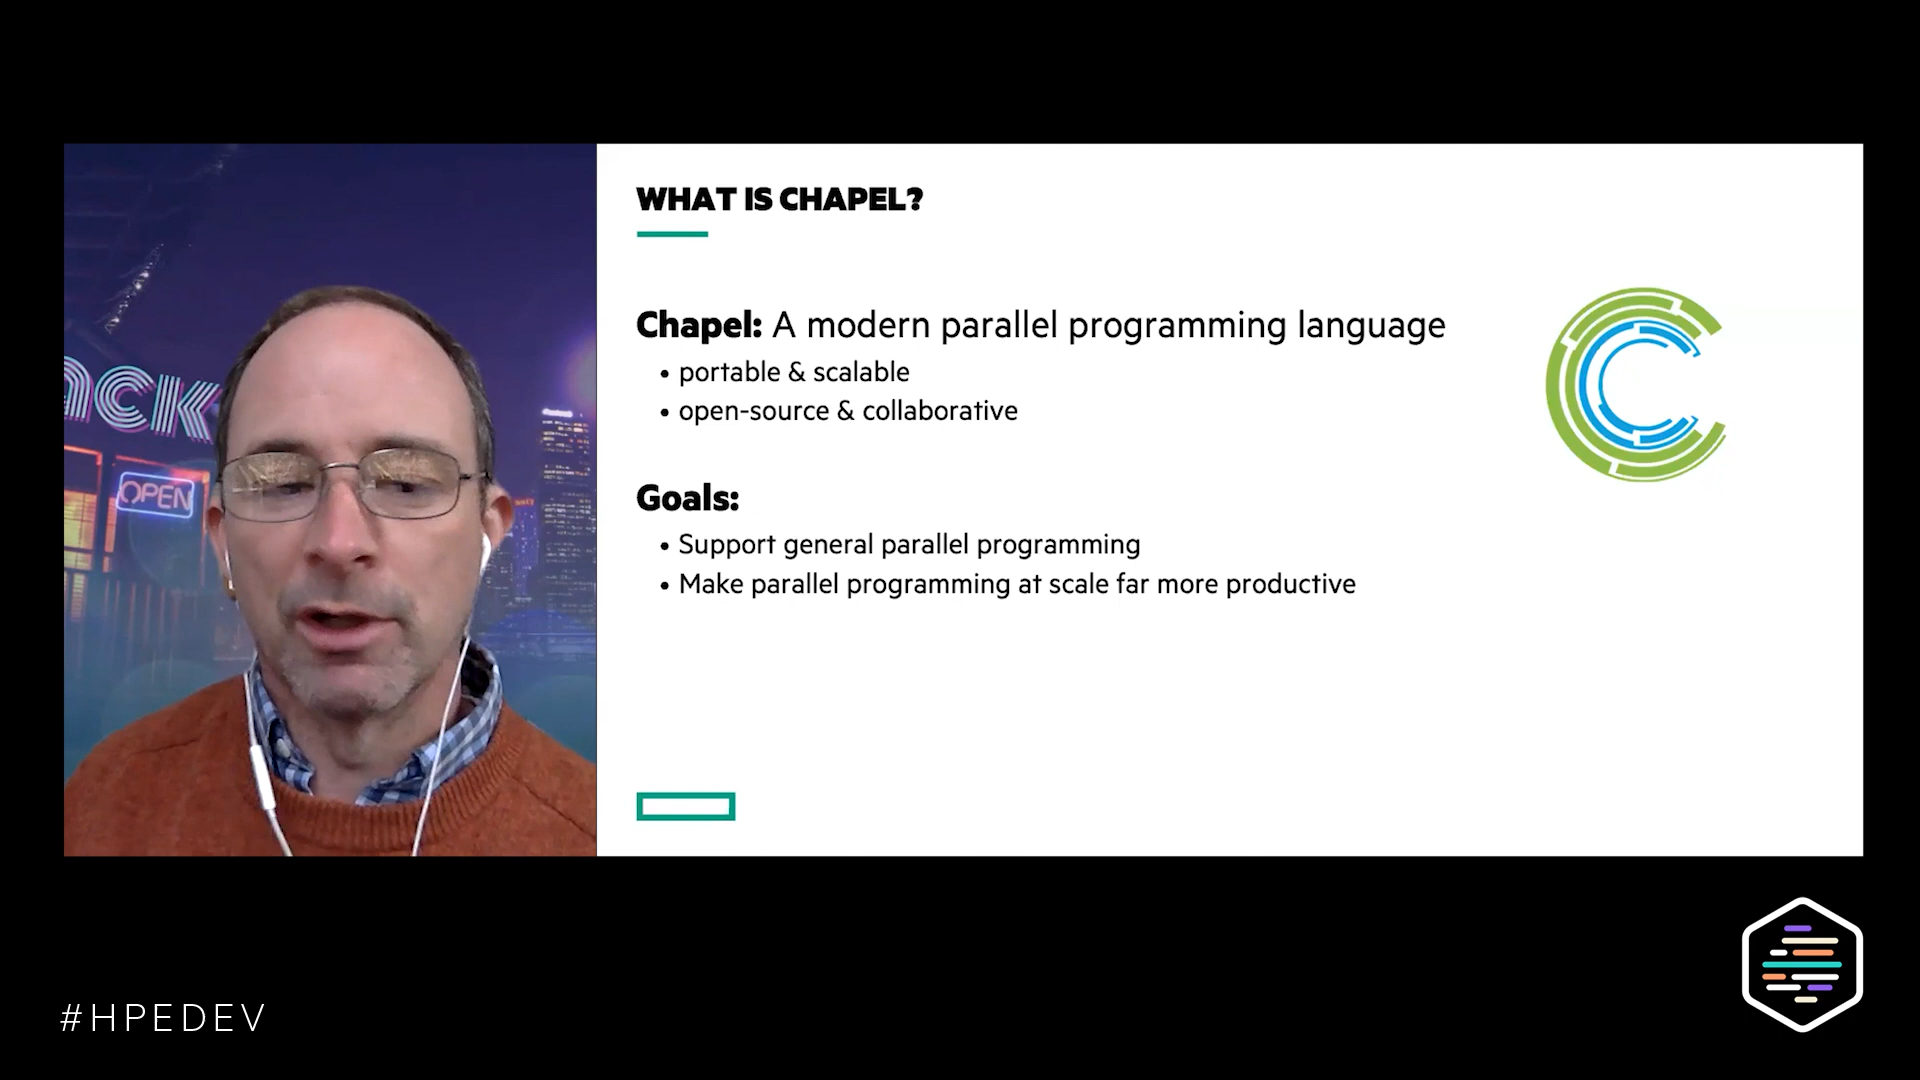 WHAT IS CHAPEL?
Chapel: A modern parallel programming language
• portable & scalable
• open-source & collaborative
Goals:
• Support general parallel programming
• Make parallel programming at scale far more productive
ACK
OPEN
#HPEDEV